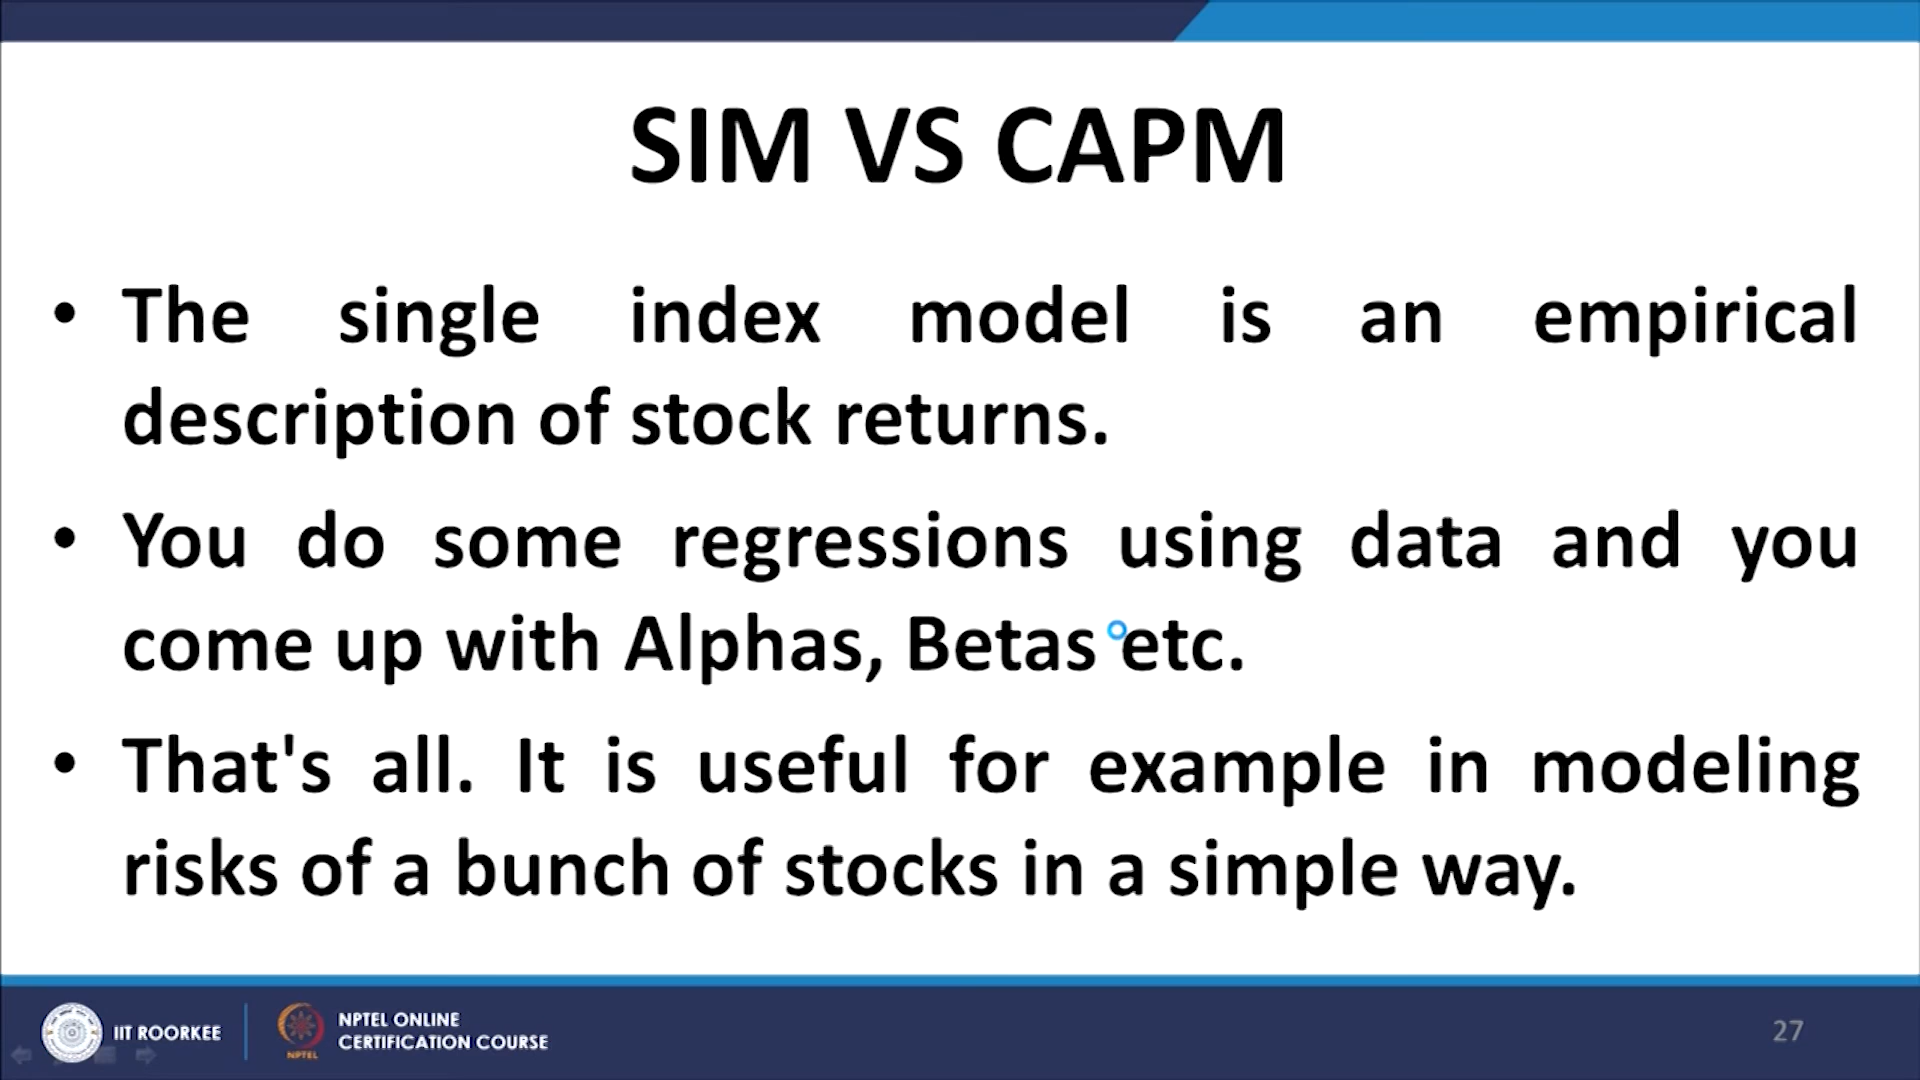 SIM VS CAPM
• The single index model is an empirical
description of stock returns.
• You do some regressions using data and you
come up with Alphas, Betas etc.
• That's all. It is useful for example in modeling
risks of a bunch of stocks in a simple way.
IIT ROORKEE
NPTEL
NPTEL ONLINE
CERTIFICATION COURSE
27